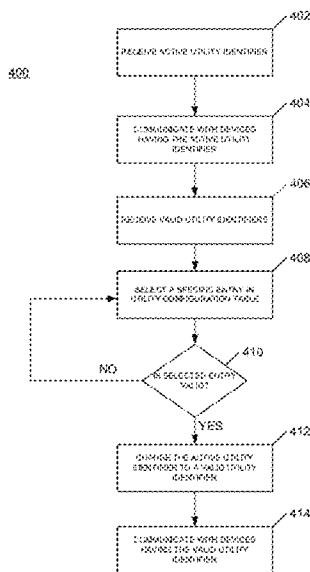 402
RECEIVE ACTIVE UTILITY IDENTIFIER
400
404
COMMUNICATE WITH DEVICES
HAVING THE ACTIVE UTILITY
IDENTIFIER
406
RECEIVE VALID UTILITY IDENTIFIERS
408
SELECT A SPECIFIC ENTRY IN
UTILITY CONFIGURATION TABLE
410
NO
IS SELECTED ENTRY
VALID?
YES
412
CHANGE THE ACTIVE UTILITY
IDENTIFIER TO A VALID UTILITY
IDENTIFIER
414
COMMUNICATE WITH DEVICES
HAVING THE VALID UTILITY
IDENTIFIER